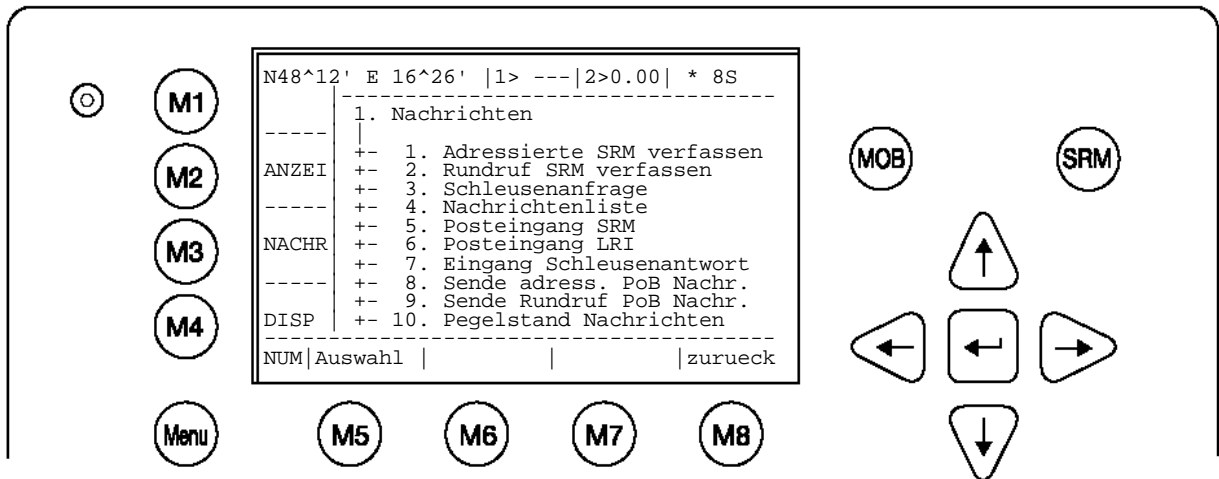 N48^12' E 16^26' |1> ---|2>0.00| * 8S
1. Nachrichten
+- 1. Adressierte SRM verfassen
ANZEI +- 2. Rundruf SRM verfassen
+- 3. Schleusenanfrage
+- 4. Nachrichtenliste
+- 5. Posteingang SRM
NACHR +- 6. Posteingang LRI
+- 7. Eingang Schleusenantwort
+- 8. Sende adress. PoB Nachr.
+- 9. Sende Rundruf PoB Nachr.
DISP +- 10. Pegelstand Nachrichten
NUM|Auswahl | | |zurueck
M1
M2
M3
M4
Menu
M5
M6
M7
M8
MOB
SRM